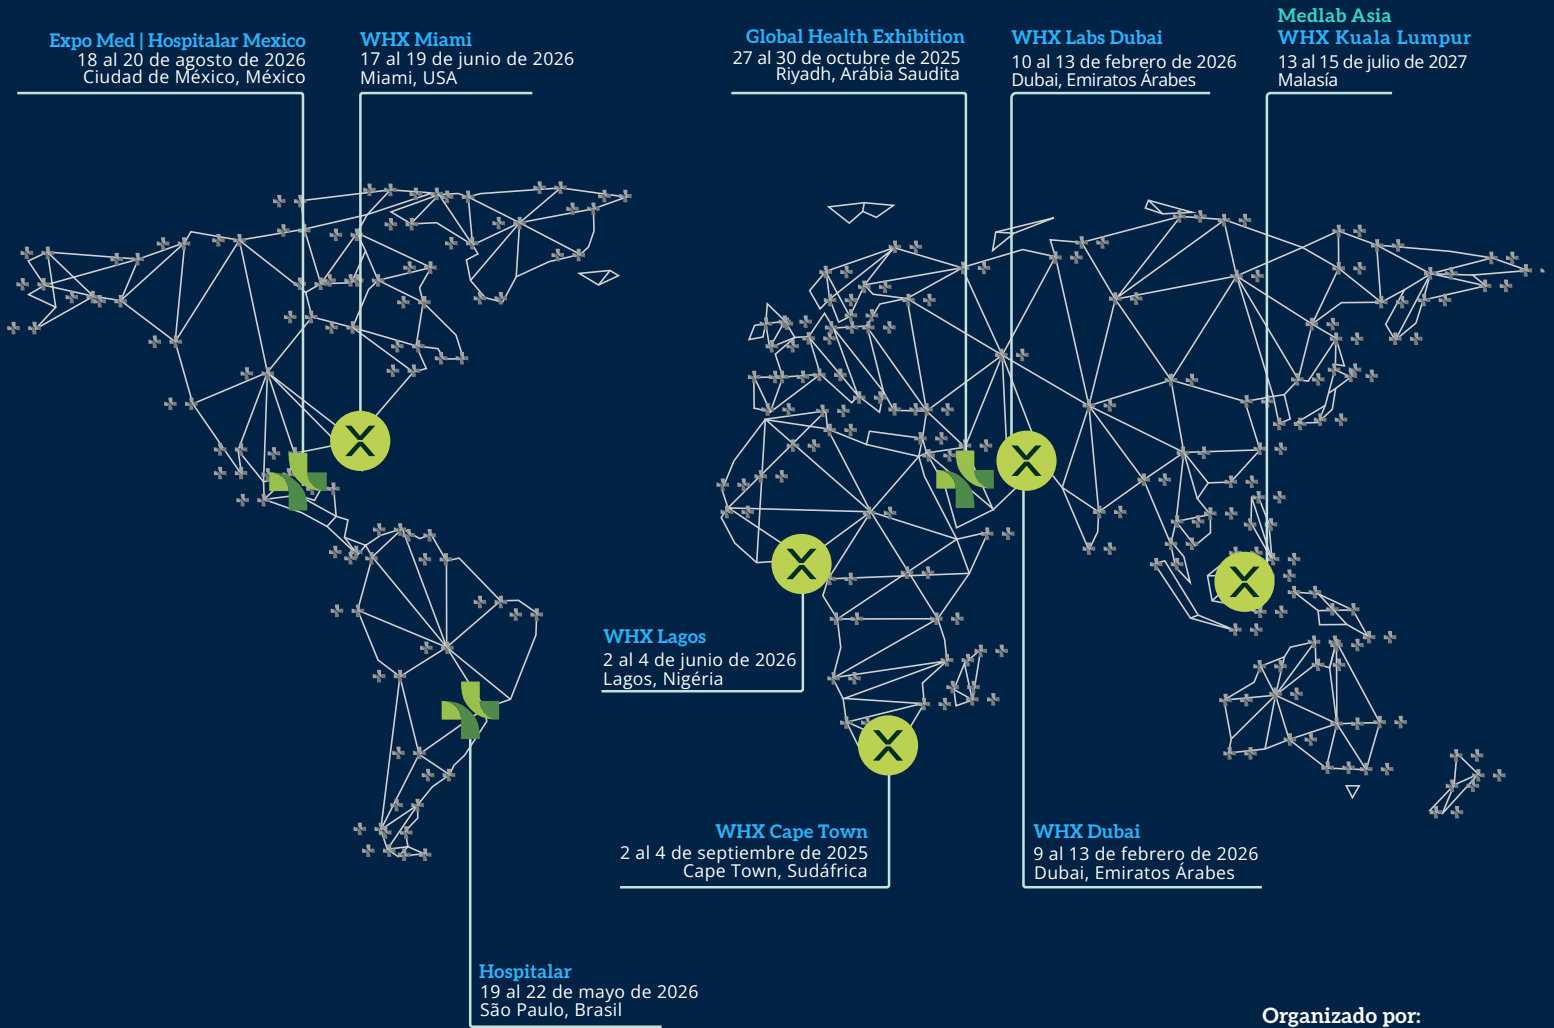 Expo Med | Hospitalar Mexico
18 al 20 de agosto de 2026
Ciudad de México, México
WHX Miami
17 al 19 de junio de 2026
Miami, USA
Global Health Exhibition
27 al 30 de octubre de 2025
Riyadh, Arábia Saudita
WHX Labs Dubai
10 al 13 de febrero de 2026
Dubai, Emiratos Árabes
Medlab Asia
WHX Kuala Lumpur
13 al 15 de julio de 2027
Malasía
WHX Lagos
2 al 4 de junio de 2026
Lagos, Nigéria
WHX Cape Town
2 al 4 de septiembre de 2025
Cape Town, Sudáfrica
WHX Dubai
9 al 13 de febrero de 2026
Dubai, Emiratos Árabes
Hospitalar
19 al 22 de mayo de 2026
São Paulo, Brasil
Organizado por: